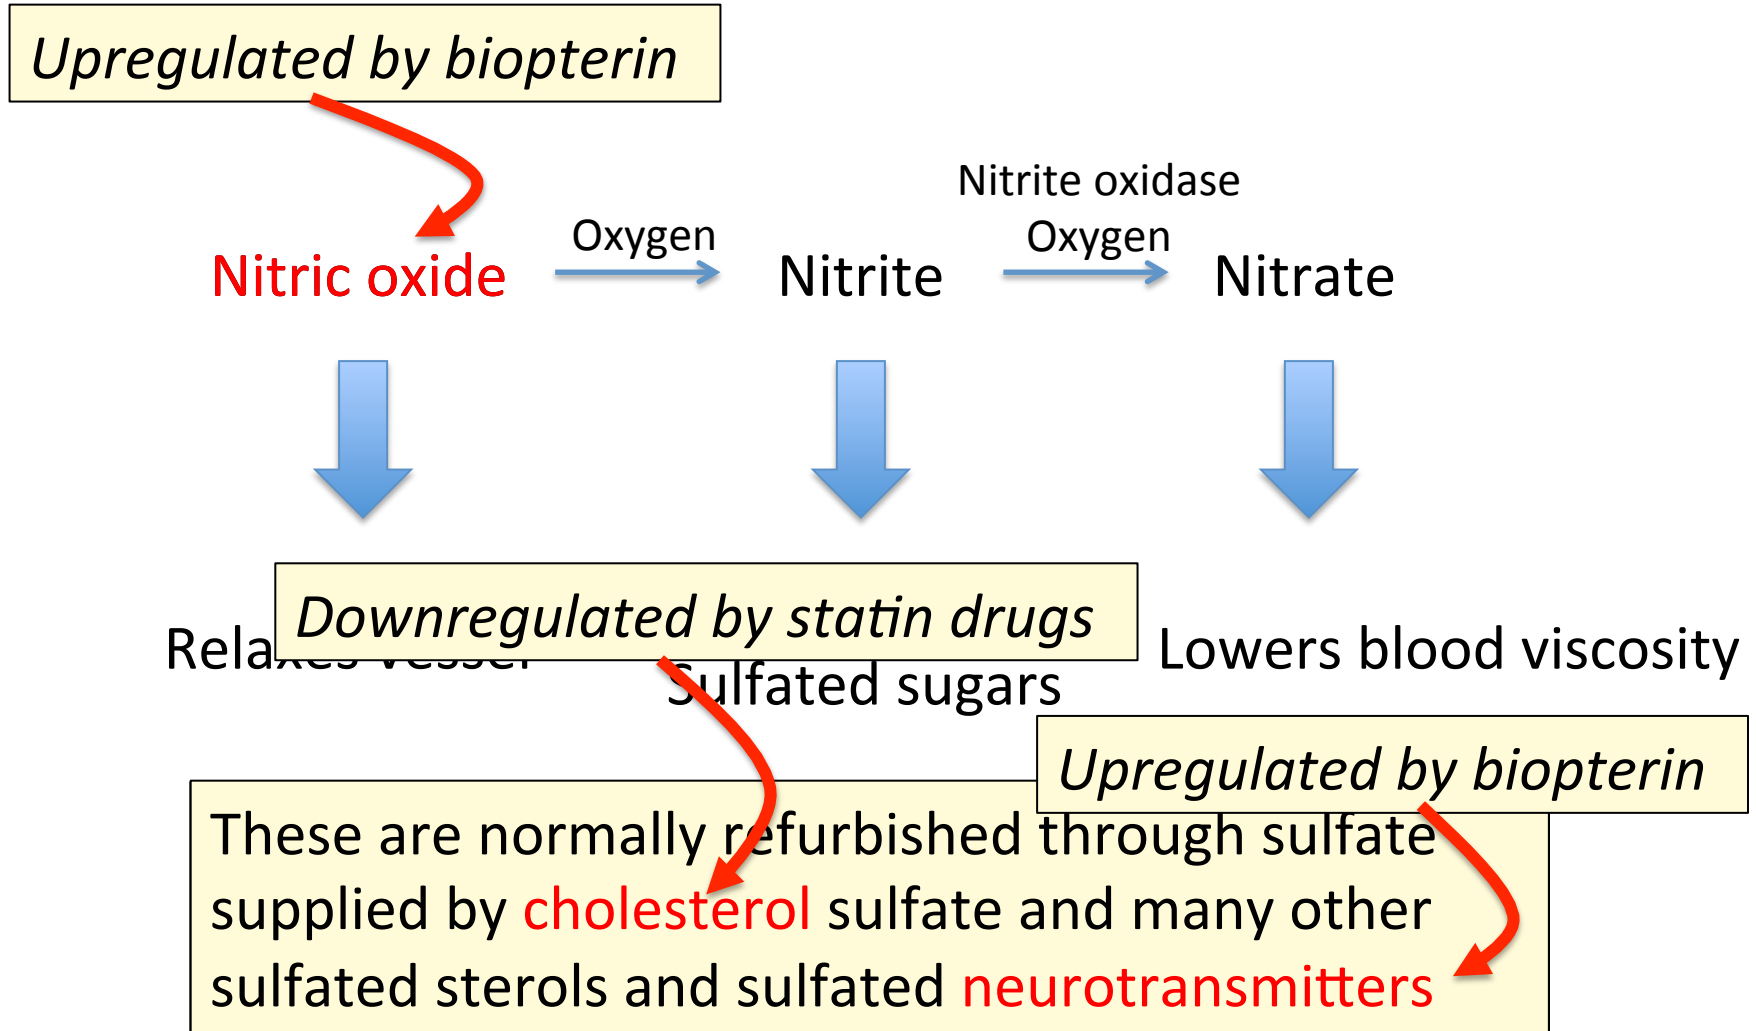 Upregulated by biopterin
Nitrite oxidase
Oxygen
Oxygen
Nitric oxide
Nitrite
Nitrate
Downregulated by statin drugs
Relaxes vessel
Lowers blood viscosity
Sulfated sugars
Upregulated by biopterin
These are normally refurbished through sulfate
supplied by cholesterol sulfate and many other
sulfated sterols and sulfated neurotransmitters